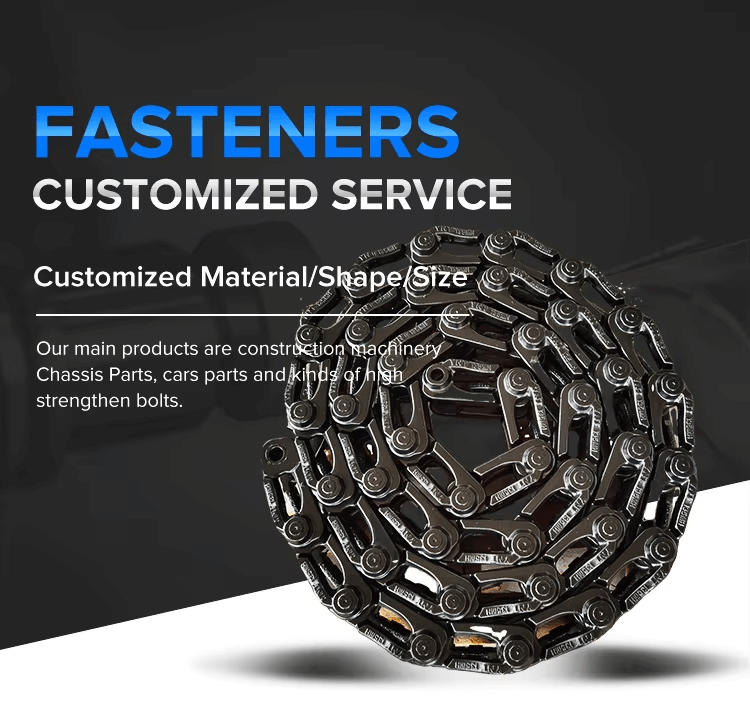 FASTENERS
CUSTOMIZED SERVICE
Customized Material/Shape/Size
Our main products are construction machinery
Chassis Parts, cars parts and kinds of high
strengthen bolts.